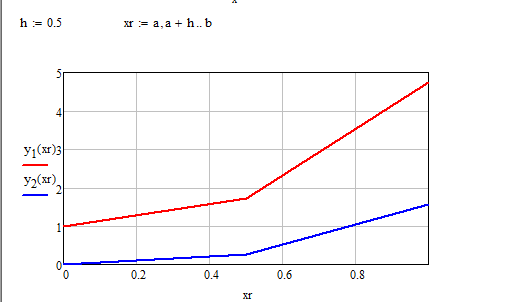 h := 0.5 xr := a, a + h .. b
5
4
y1(xr) 3
y2(xr) 2
1
0
0 0.2 0.4 0.6 0.8
xr